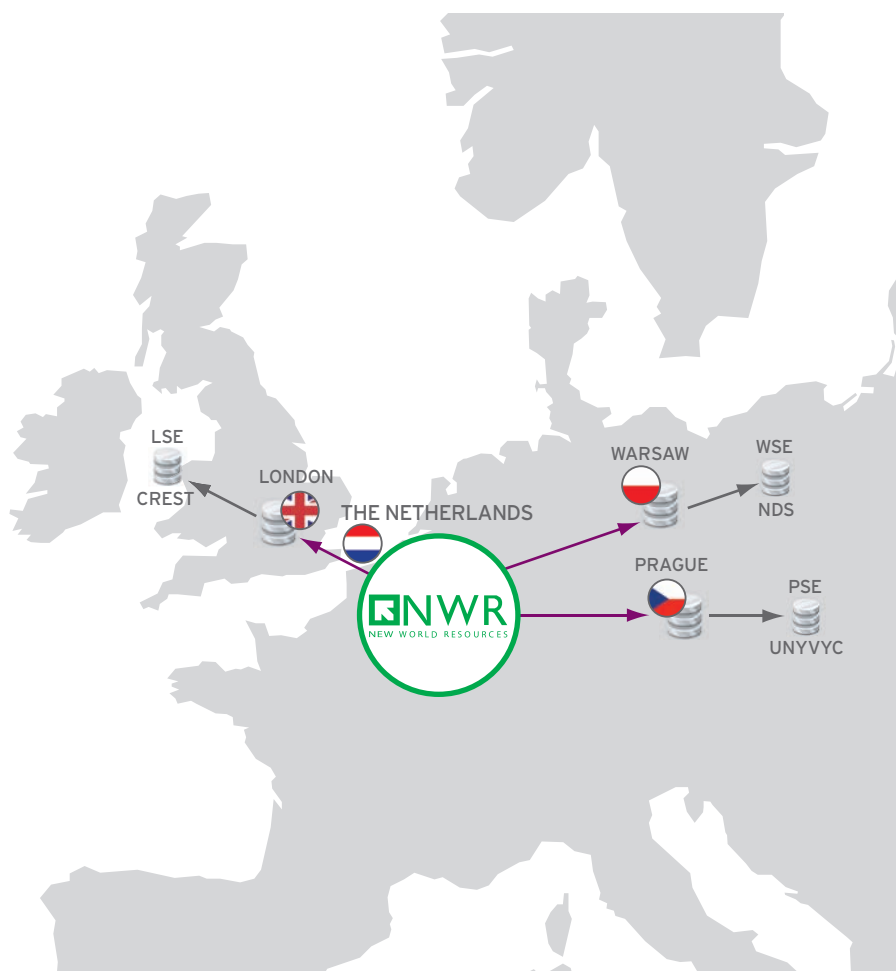 LSE
CREST
LONDON
THE NETHERLANDS
NWR
NEW WORLD RESOURCES
WARSAW
WSE
NDS
PRAGUE
PSE
UNYVYC